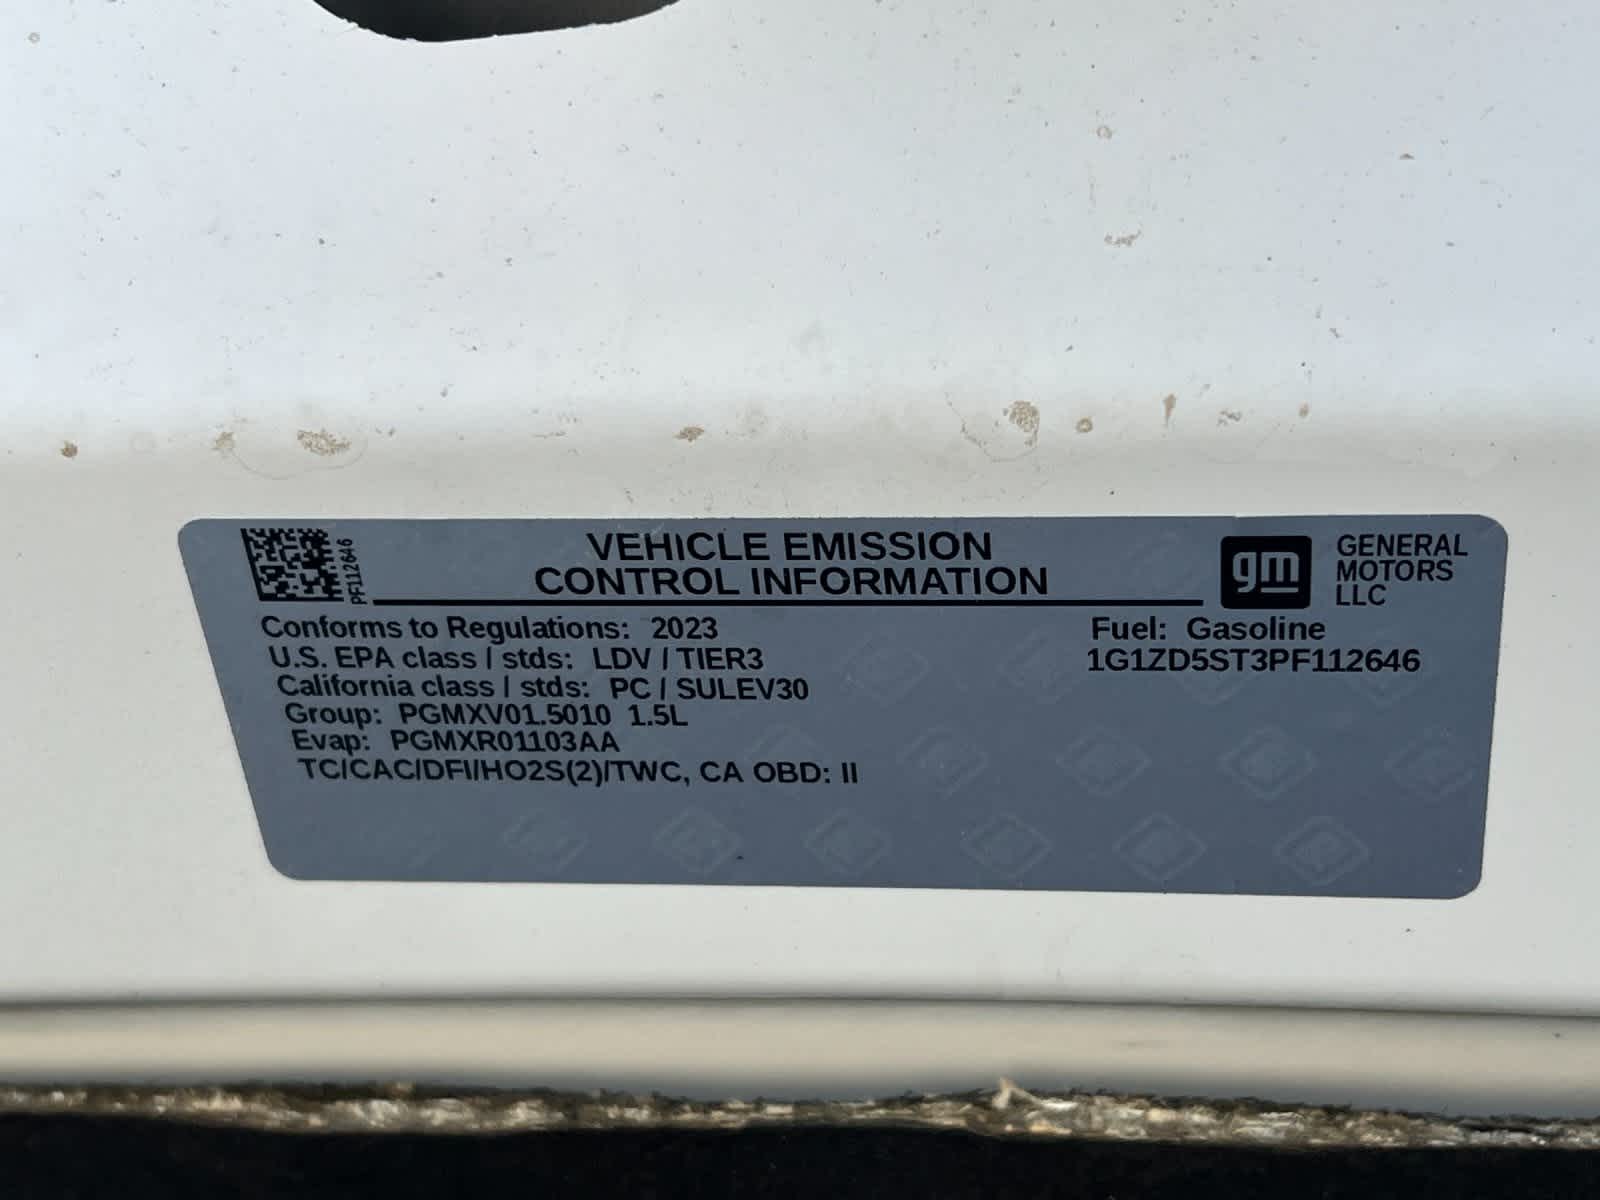 PF112646
VEHICLE EMISSION
CONTROL INFORMATION
gm
GENERAL
MOTORS
LLC
Conforms to Regulations: 2023
U.S. EPA class / stds: LDV / TIER3
California class / stds: PC / SULEV30
Group: PGMXV01.5010 1.5L
Evap: PGMXR01103AA
TC/CAC/DFI/HO2S(2)/TWC, CA OBD: II
Fuel: Gasoline
1G1ZD5ST3PF112646